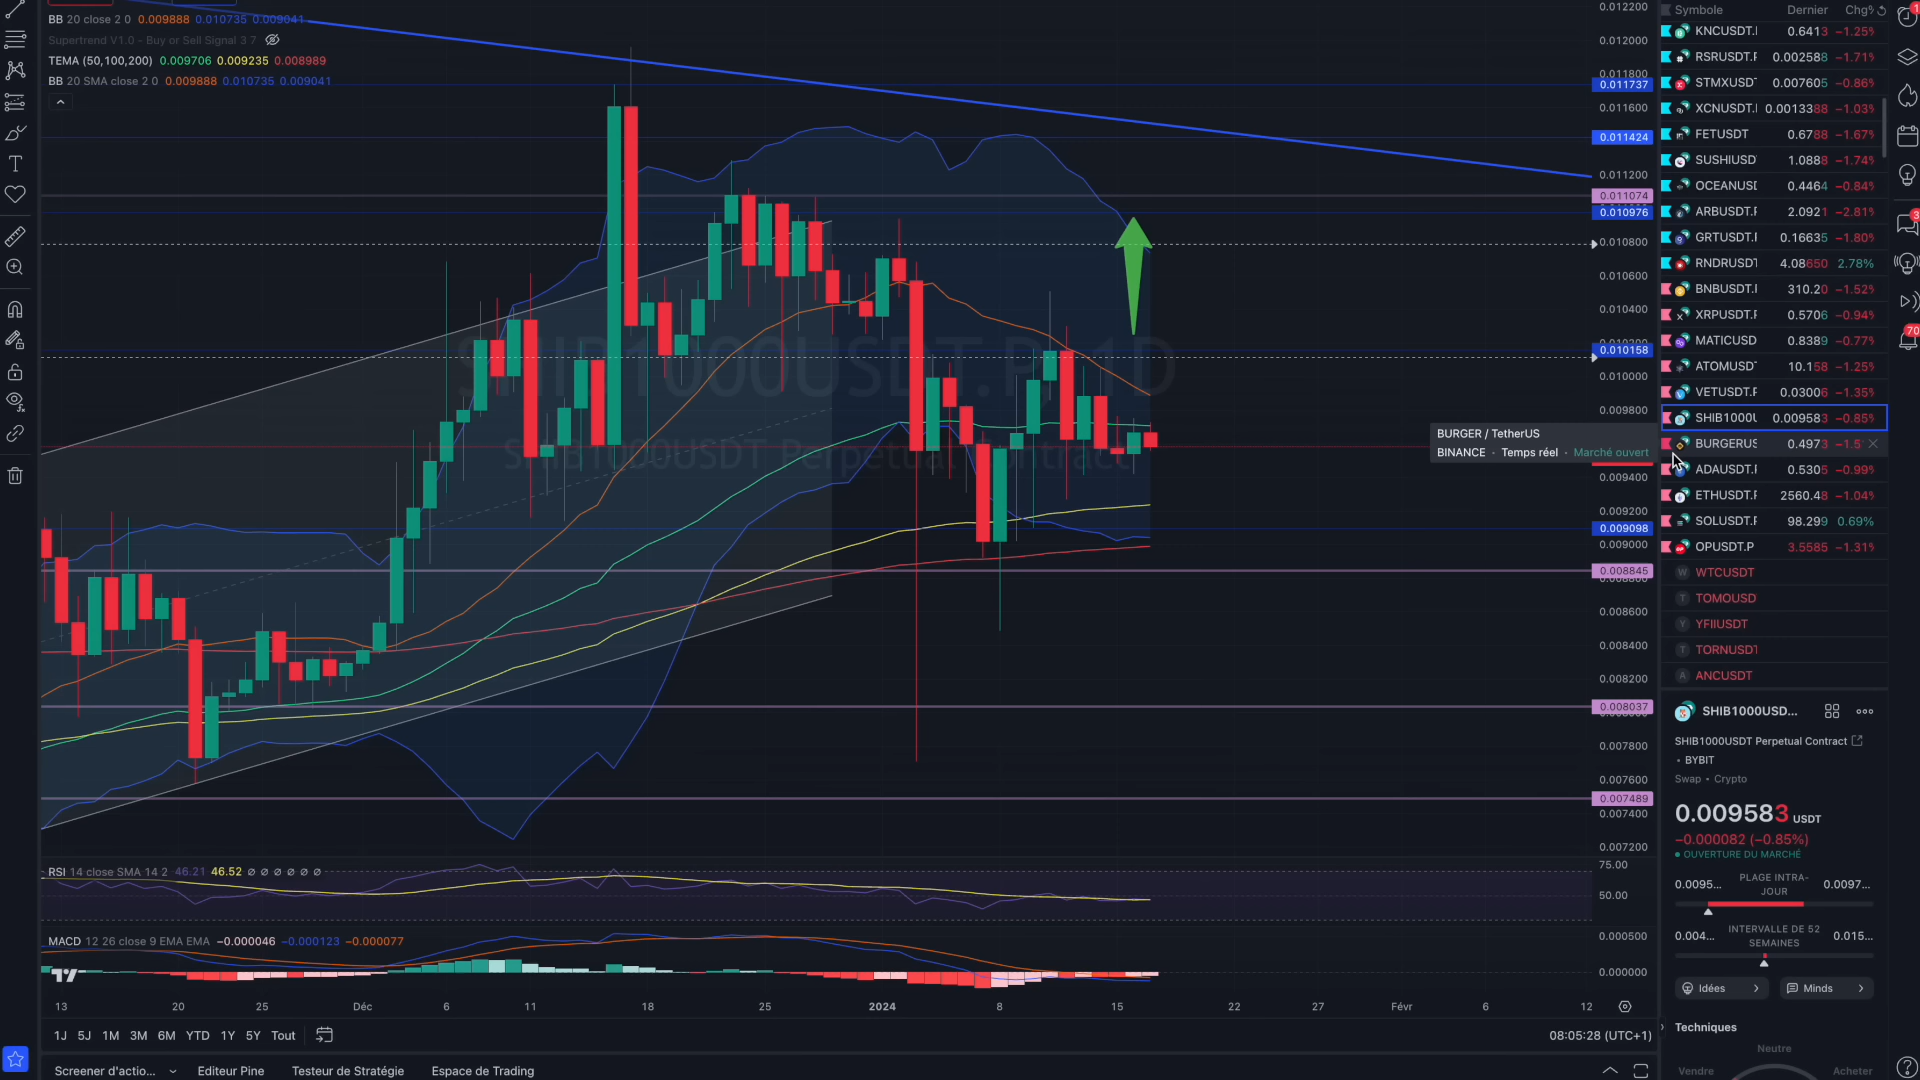 BB 20 close 2 0 0.009888 0.010735 0.009041
Supertrend V1.0 - Buy or Sell Signal 3 7
TEMA (50,100,200) 0.009706 0.009235 0.008989
BB 20 SMA close 2 0 0.009888 0.010735 0.009041
SHIB1000USDT.P, 1D
SHIB1000USDT Perpetual Contract
0.012200
0.012000
0.011800
0.011737
0.011600
0.011424
0.011200
0.011074
0.010976
0.010800
0.010600
0.010400
0.010158
0.010000
0.009800
0.009400
0.009200
0.009098
0.009000
0.008845
0.008600
0.008400
0.008200
0.008037
0.007800
0.007600
0.007489
0.007400
0.007200
BURGER / TetherUS
BINANCE · Temps réel · Marché ouvert
RSI 14 close SMA 14 2 46.21 46.52 ∅ ∅ ∅ ∅ ∅ ∅
75.00
50.00
MACD 12 26 close 9 EMA EMA −0.000046 −0.000123 −0.000077
0.000500
0.000000
13 20 25 Déc 6 11 18 25 2024 8 15 22 27 Févr 6 12
1J 5J 1M 3M 6M YTD 1Y 5Y Tout
08:05:28 (UTC+1)
Screener d'actio... Editeur Pine Testeur de Stratégie Espace de Trading
Symbole Dernier Chg%
KNCUSDT.I 0.6413 −1.25%
RSRUSDT.F 0.002588 −1.71%
STMXUSDT 0.007605 −0.86%
XCNUSDT.I 0.0013388 −1.03%
FETUSDT 0.6788 −1.67%
SUSHIUSD 1.0888 −1.74%
OCEANUSI 0.4464 −0.84%
ARBUSDT.F 2.0921 −2.81%
GRTUSDT.F 0.16635 −1.80%
RNDRUSDT 4.08650 2.78%
BNBUSDT.I 310.20 −1.52%
XRPUSDT.F 0.5706 −0.94%
MATICUSD 0.8389 −0.77%
ATOMUSDT 10.158 −1.25%
VETUSDT.F 0.03006 −1.35%
SHIB1000U 0.009583 −0.85%
BURGERUS 0.4973 −1.5
ADAUSDT.F 0.5305 −0.99%
ETHUSDT.F 2560.48 −1.04%
SOLUSDT.F 98.299 0.69%
OPUSDT.P 3.5585 −1.31%
W WTCUSDT
T TOMOUSD
Y YFIIUSDT
T TORNUSDT
A ANCUSDT
SHIB1000USD...
SHIB1000USDT Perpetual Contract
• BYBIT
Swap • Crypto
0.009583 USDT
−0.000082 (−0.85%)
OUVERTURE DU MARCHÉ
0.0095... PLAGE INTRA-JOUR 0.0097...
0.004... INTERVALLE DE 52 SEMAINES 0.015...
Idées
Minds
Techniques
Neutre
Vendre Acheter
1
3
70